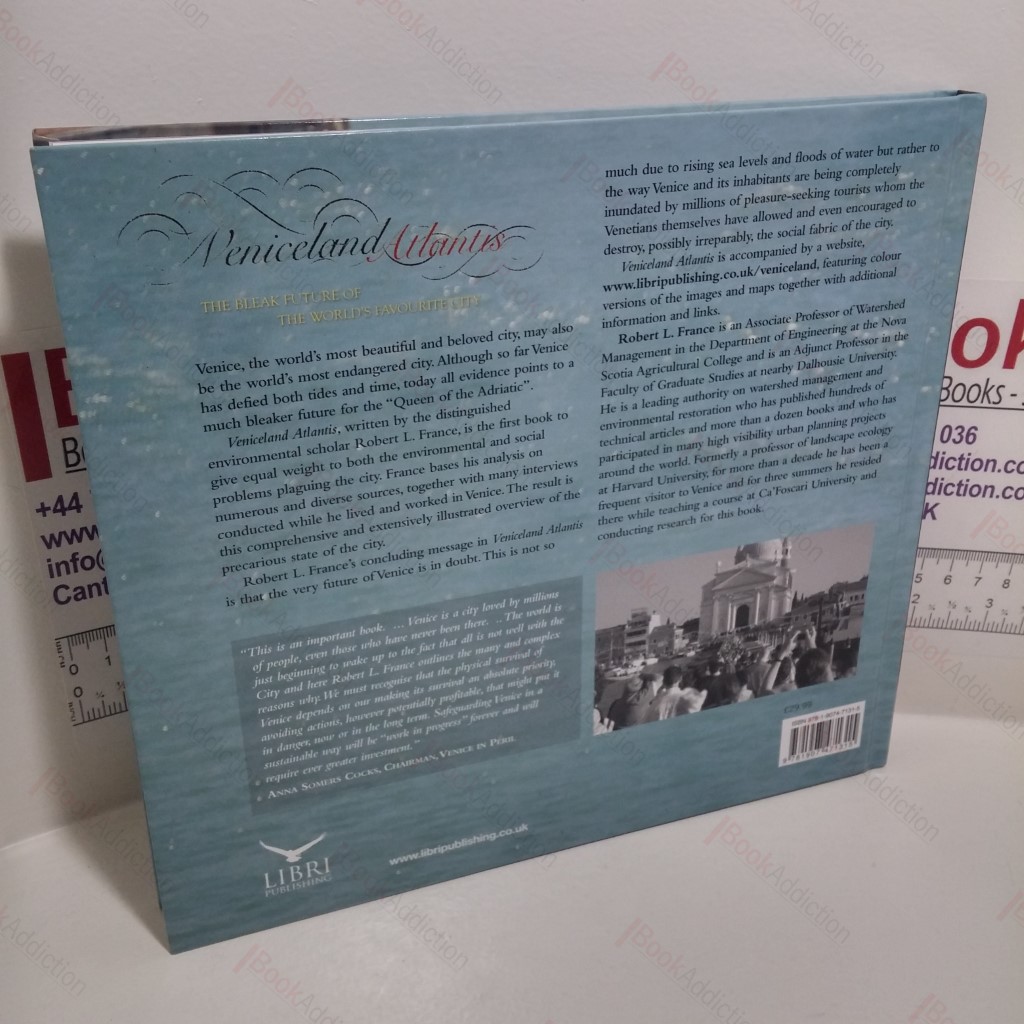 Veniceland Atlantis
THE BLEAK FUTURE OF
THE WORLD'S FAVOURITE CITY
Venice, the world's most beautiful and beloved city, may also
be the world's most endangered city. Although so far Venice
has defied both tides and time, today all evidence points to a
much bleaker future for the "Queen of the Adriatic".
Veniceland Atlantis, written by the distinguished
environmental scholar Robert L. France, is the first book to
give equal weight to both the environmental and social
problems plaguing the city. France bases his analysis on
numerous and diverse sources, together with many interviews
conducted while he lived and worked in Venice. The result is
this comprehensive and extensively illustrated overview of the
precarious state of the city.
Robert L. France's concluding message in Veniceland Atlantis
is that the very future of Venice is in doubt. This is not so
much due to rising sea levels and floods of water but rather to
the way Venice and its inhabitants are being completely
inundated by millions of pleasure-seeking tourists whom the
Venetians themselves have allowed and even encouraged to
destroy, possibly irreparably, the social fabric of the city.
Veniceland Atlantis is accompanied by a website,
www.libripublishing.co.uk/veniceland, featuring colour
versions of the images and maps together with additional
information and links.
Robert L. France is an Associate Professor of Watershed
Management in the Department of Engineering at the Nova
Scotia Agricultural College and is an Adjunct Professor in the
Faculty of Graduate Studies at nearby Dalhousie University.
He is a leading authority on watershed management and
environmental restoration who has published hundreds of
technical articles and more than a dozen books and who has
participated in many high visibility urban planning projects
around the world. Formerly a professor of landscape ecology
at Harvard University, for more than a decade he has been a
frequent visitor to Venice and for three summers he resided
there while teaching a course at Ca'Foscari University and
conducting research for this book.
"This is an important book. ... Venice is a city loved by millions
of people, even those who have never been there. .. The world is
just beginning to wake up to the fact that all is not well with the
City and here Robert L. France outlines the many and complex
reasons why. We must recognise that the physical survival of
Venice depends on our making its survival an absolute priority,
avoiding actions, however potentially profitable, that might put it
in danger, now or in the long term. Safeguarding Venice in a
sustainable way will be "work in progress" forever and will
require ever greater investment."
ANNA SOMERS COCKS, CHAIRMAN, VENICE IN PERIL
£29.99
LIBRI
PUBLISHING
www.libripublishing.co.uk
+44
www
info@
Cant
Books -
036
diction.co
diction.co
K
BookAddiction